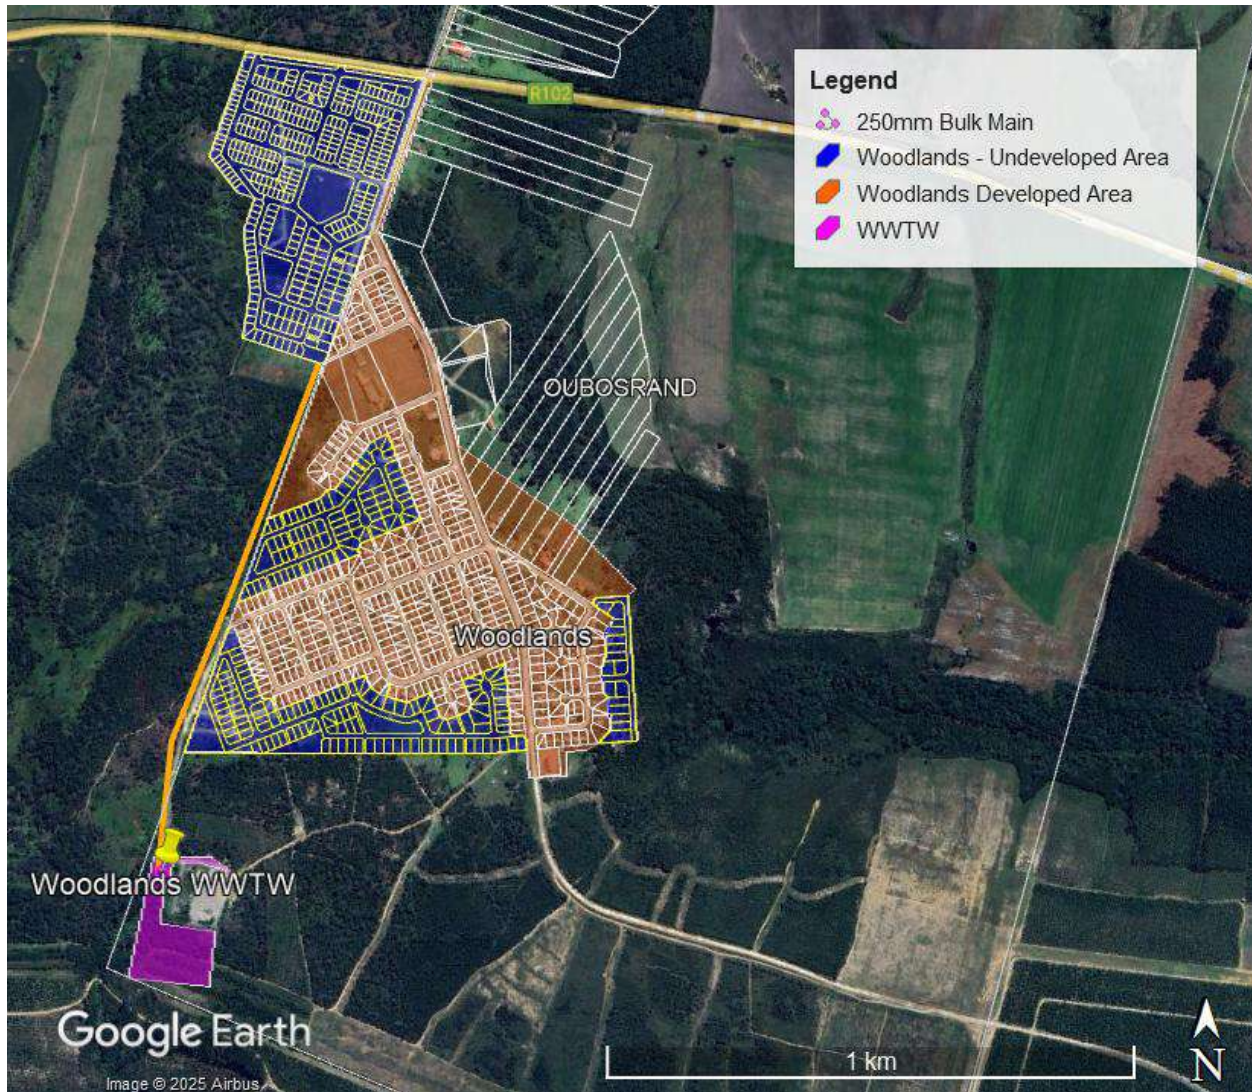 R102
Legend
250mm Bulk Main
Woodlands - Undeveloped Area
Woodlands Developed Area
WWTW
OUBOSRAND
Woodlands
Woodlands WWTW
Google Earth
Image © 2025 Airbus
1 km
N